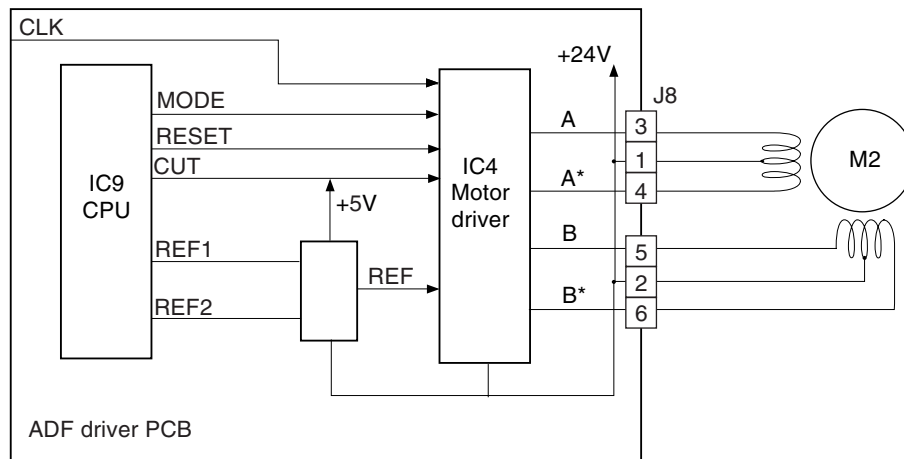 CLK
+24V
J8
MODE
A
3
RESET
1
M2
IC9
CPU
CUT
IC4
Motor
driver
A*
4
+5V
B
5
REF1
REF
2
REF2
B*
6
ADF driver PCB